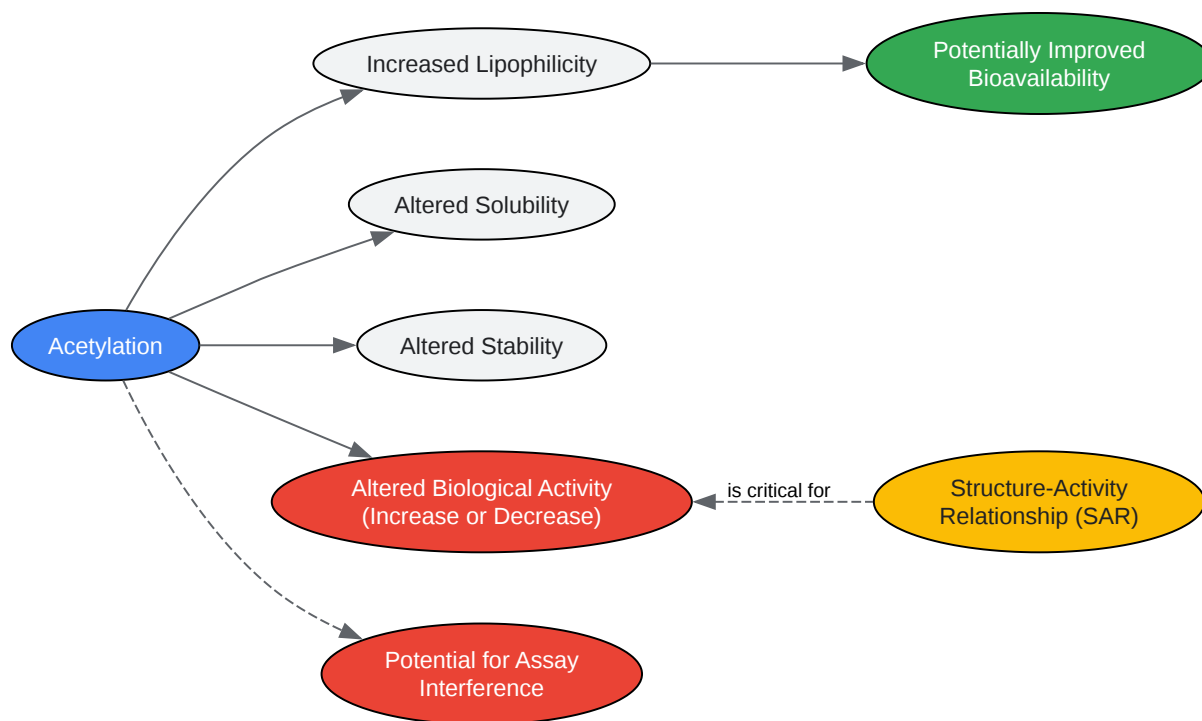 Increased Lipophilicity
Potentially Improved
Bioavailability
Altered Solubility
Acetylation
Altered Stability
Altered Biological Activity
(Increase or Decrease)
is critical for
Structure-Activity
Relationship (SAR)
Potential for Assay
Interference